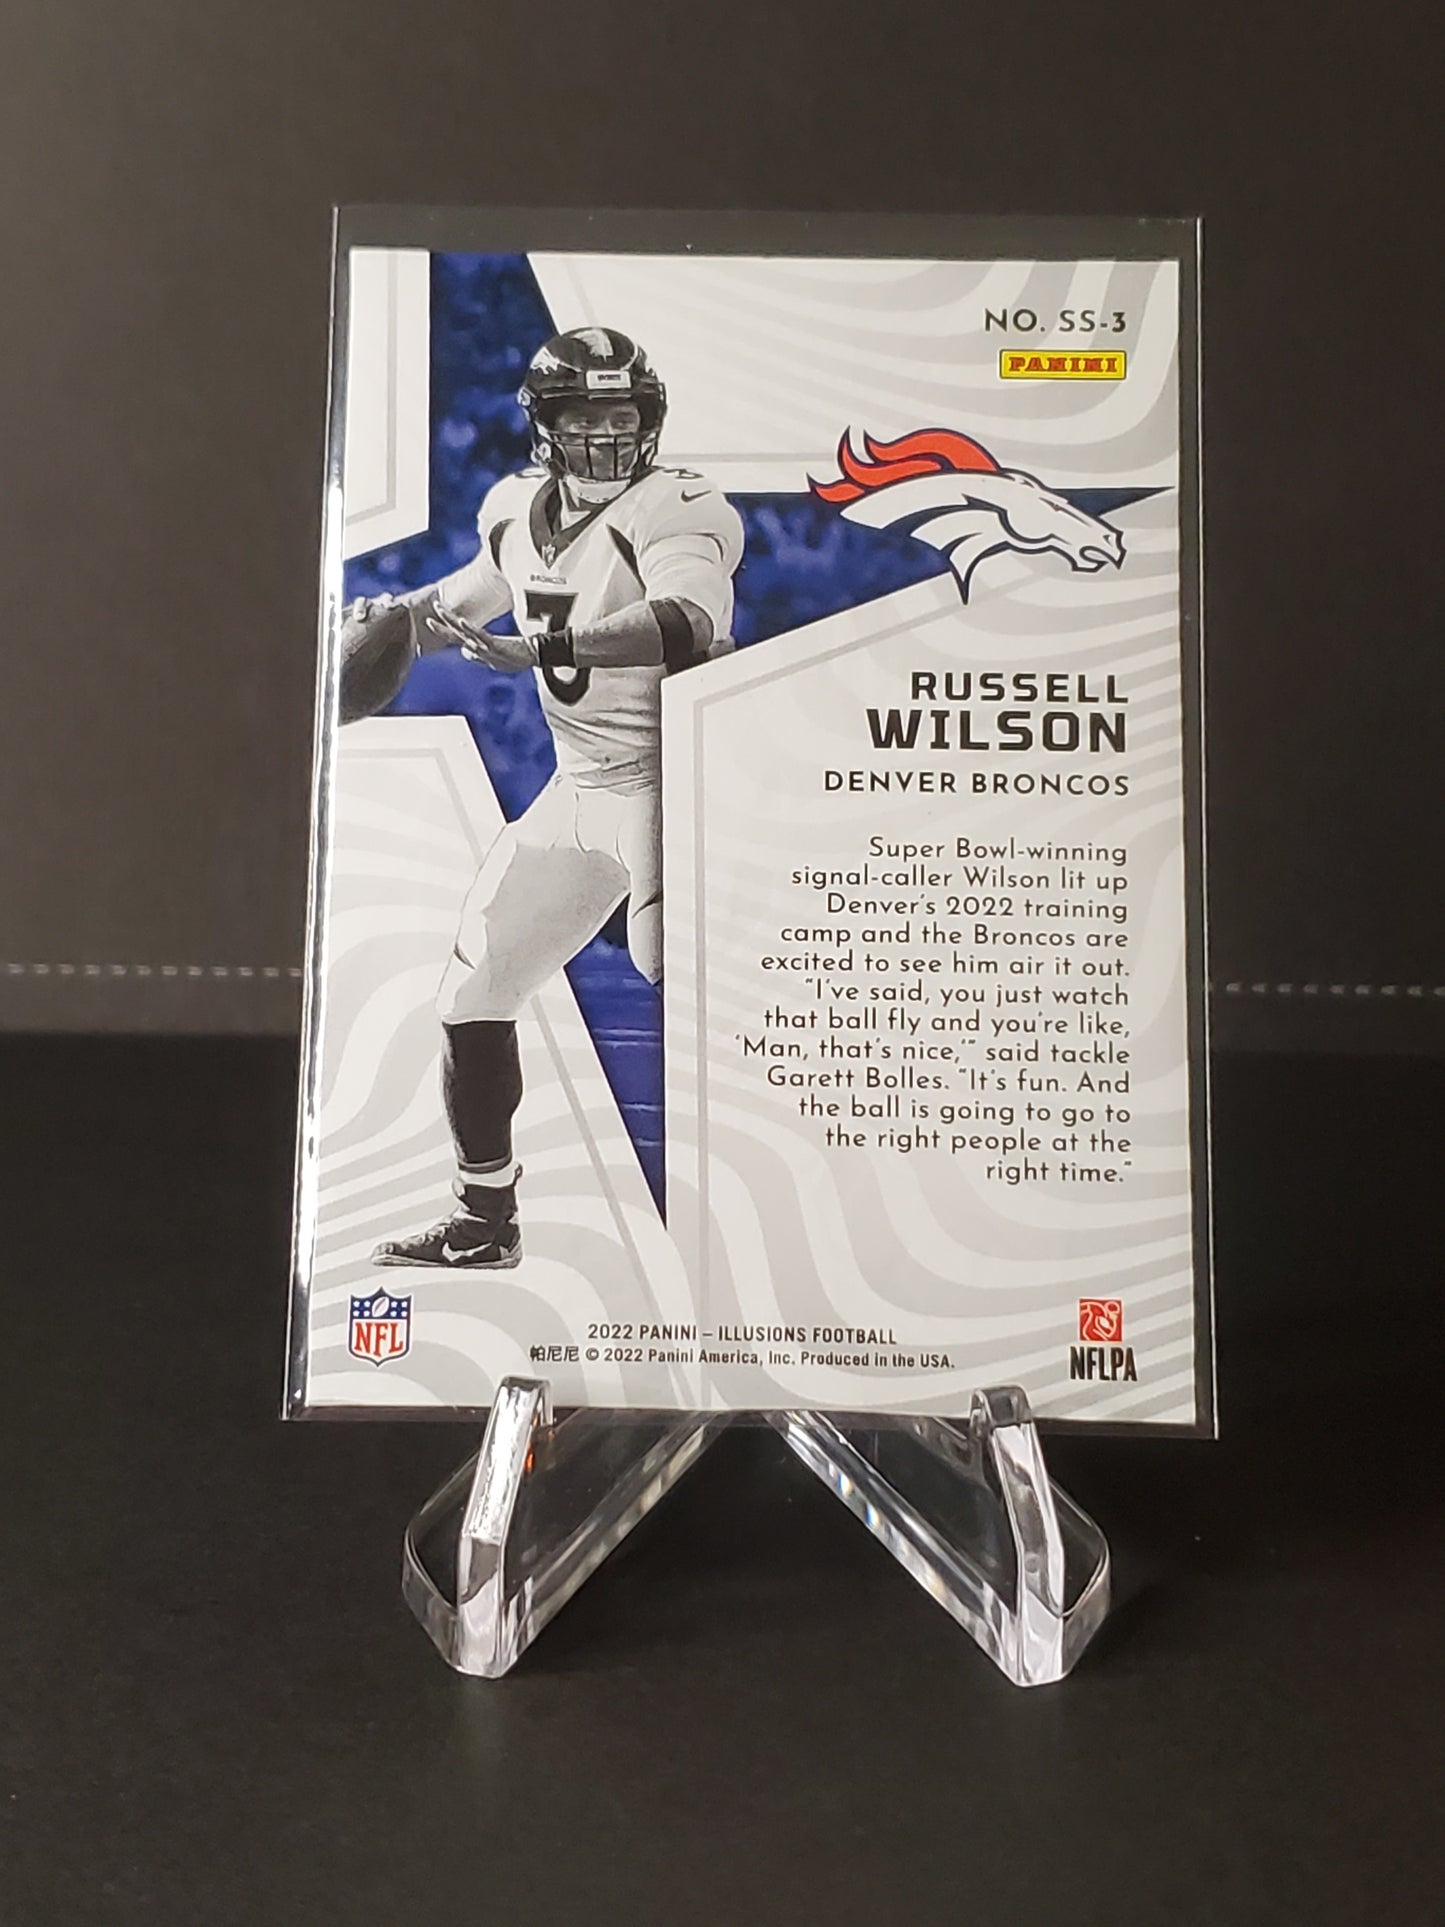 NO. SS-3
PANINI
3
BRONCOS
3
RUSSELL
WILSON
DENVER BRONCOS
Super Bowl-winning
signal-caller Wilson lit up
Denver's 2022 training
camp and the Broncos are
excited to see him air it out.
"I've said, you just watch
that ball fly and you're like,
'Man, that's nice,'" said tackle
Garett Bolles. "It's fun. And
the ball is going to go to
the right people at the
right time."
NFL
2022 PANINI – ILLUSIONS FOOTBALL
帕尼尼 © 2022 Panini America, Inc. Produced in the USA.
NFLPA